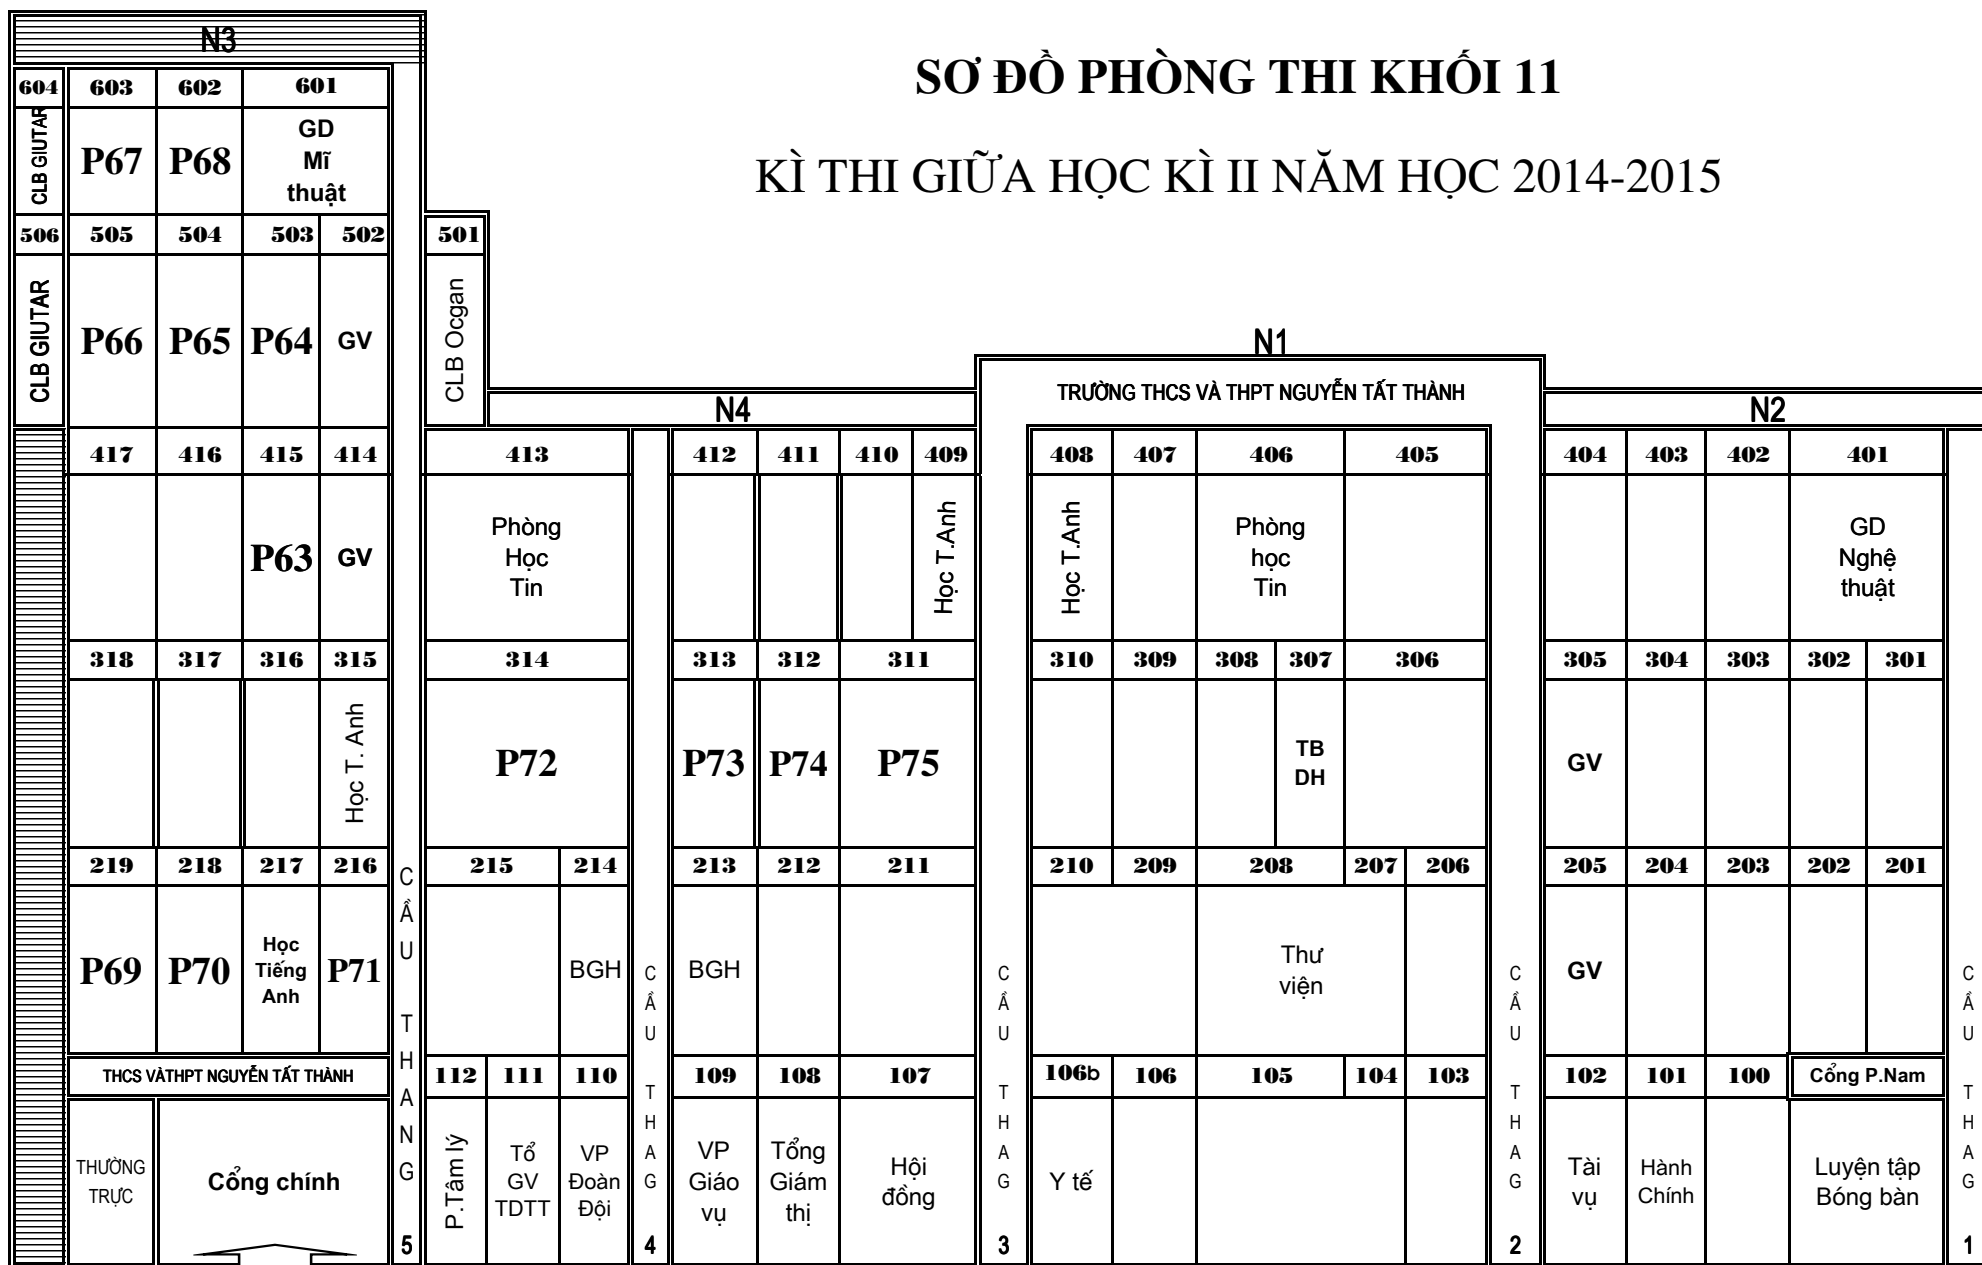 N3
SƠ ĐỒ PHÒNG THI KHỐI 11
KÌ THI GIỮA HỌC KÌ II NĂM HỌC 2014-2015
604 603 602 601
CLB GIUTAR
P67 P68
GD
Mĩ
thuật
506 505 504 503 502 501
CLB GIUTAR
P66 P65 P64 GV
CLB Ocgan
N1
TRƯỜNG THCS VÀ THPT NGUYỄN TẤT THÀNH
N4
N2
417 416 415 414 413 412 411 410 409 408 407 406 405 404 403 402 401
P63 GV
Phòng
Học
Tin
Học T.Anh
Học T.Anh
Phòng
học
Tin
GD
Nghệ
thuật
318 317 316 315 314 313 312 311 310 309 308 307 306 305 304 303 302 301
Học T. Anh
P72 P73 P74 P75
TB
DH
GV
219 218 217 216 215 214 213 212 211 210 209 208 207 206 205 204 203 202 201
P69 P70
Học
Tiếng
Anh
P71
BGH BGH
Thư
viện
GV
THCS VÀTHPT NGUYỄN TẤT THÀNH
112 111 110 109 108 107 106b 106 105 104 103 102 101 100 Cổng P.Nam
THƯỜNG
TRỰC
Cổng chính
CẦU THANG 5
P.Tâm lý
Tổ
GV
TDTT
VP
Đoàn
Đội
CẦU THAG 4
VP
Giáo
vụ
Tổng
Giám
thị
Hội
đồng
CẦU THAG 3
Y tế
CẦU THAG 2
Tài
vụ
Hành
Chính
Luyện tập
Bóng bàn
CẦU THAG 1